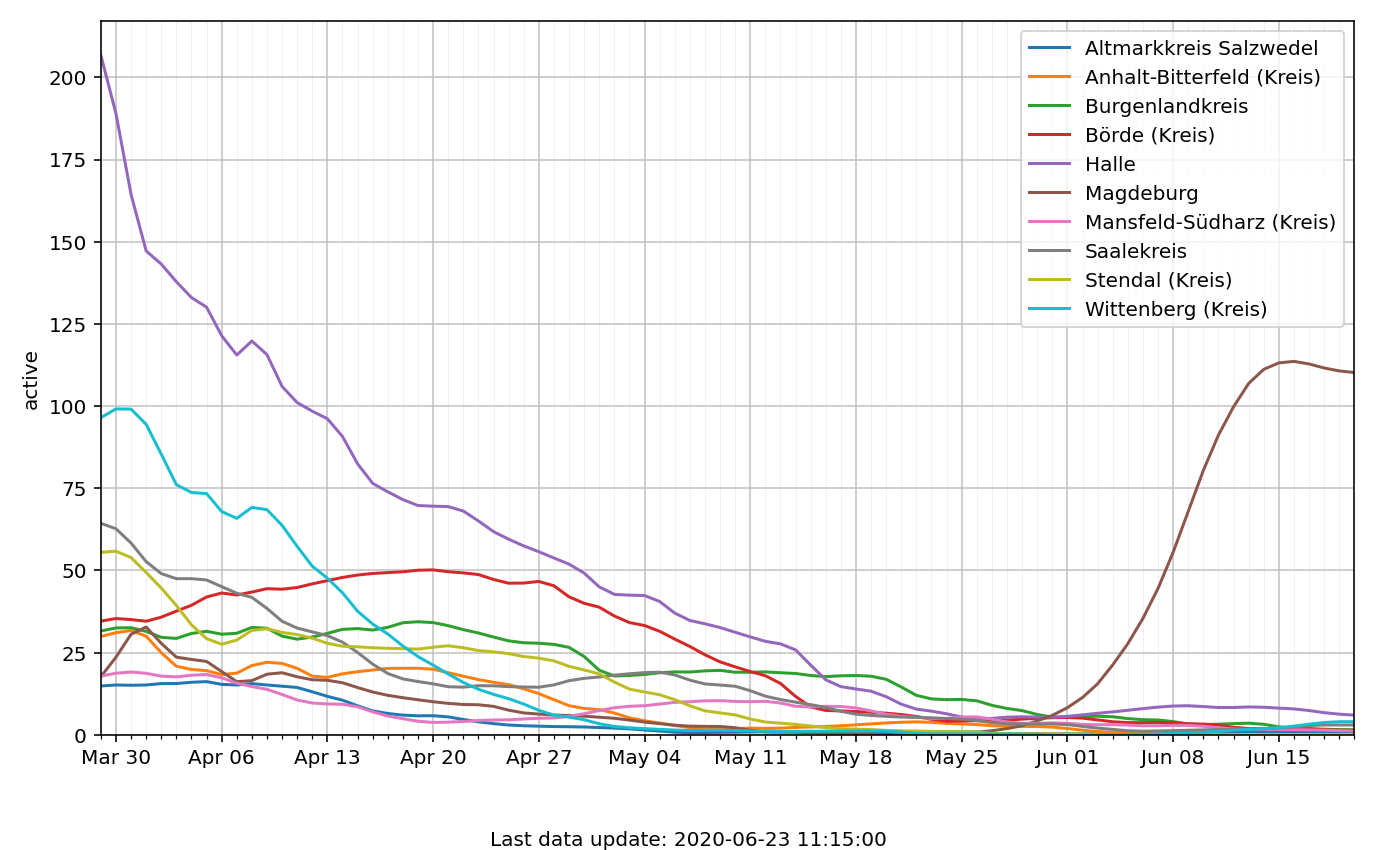 200
175
150
125
100
75
50
25
0
active
Altmarkkreis Salzwedel
Anhalt-Bitterfeld (Kreis)
Burgenlandkreis
Börde (Kreis)
Halle
Magdeburg
Mansfeld-Südharz (Kreis)
Saalekreis
Stendal (Kreis)
Wittenberg (Kreis)
Mar 30 Apr 06 Apr 13 Apr 20 Apr 27 May 04 May 11 May 18 May 25 Jun 01 Jun 08 Jun 15
Last data update: 2020-06-23 11:15:00